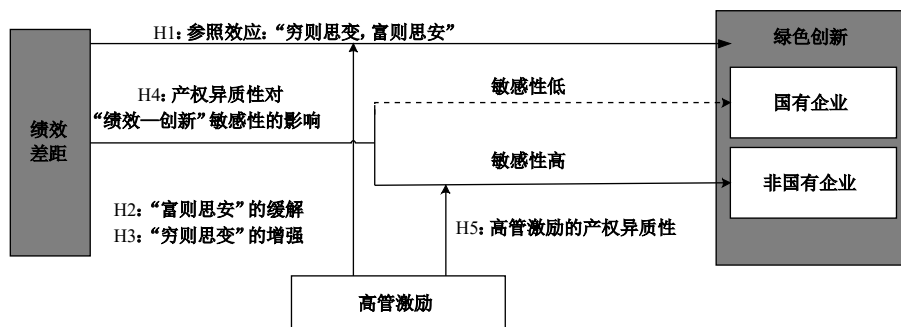 H1：参照效应：“穷则思变，富则思安”
绿色创新
H4：产权异质性对
“绩效—创新”敏感性的影响
敏感性低
国有企业
绩效
差距
敏感性高
非国有企业
H2：“富则思安”的缓解
H3：“穷则思变”的增强
H5：高管激励的产权异质性
高管激励